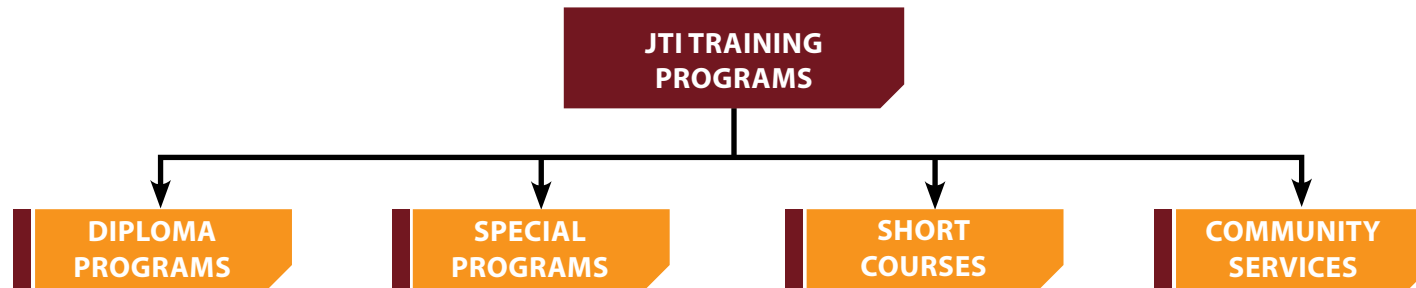 JTI TRAINING
PROGRAMS
DIPLOMA
PROGRAMS
SPECIAL
PROGRAMS
SHORT
COURSES
COMMUNITY
SERVICES